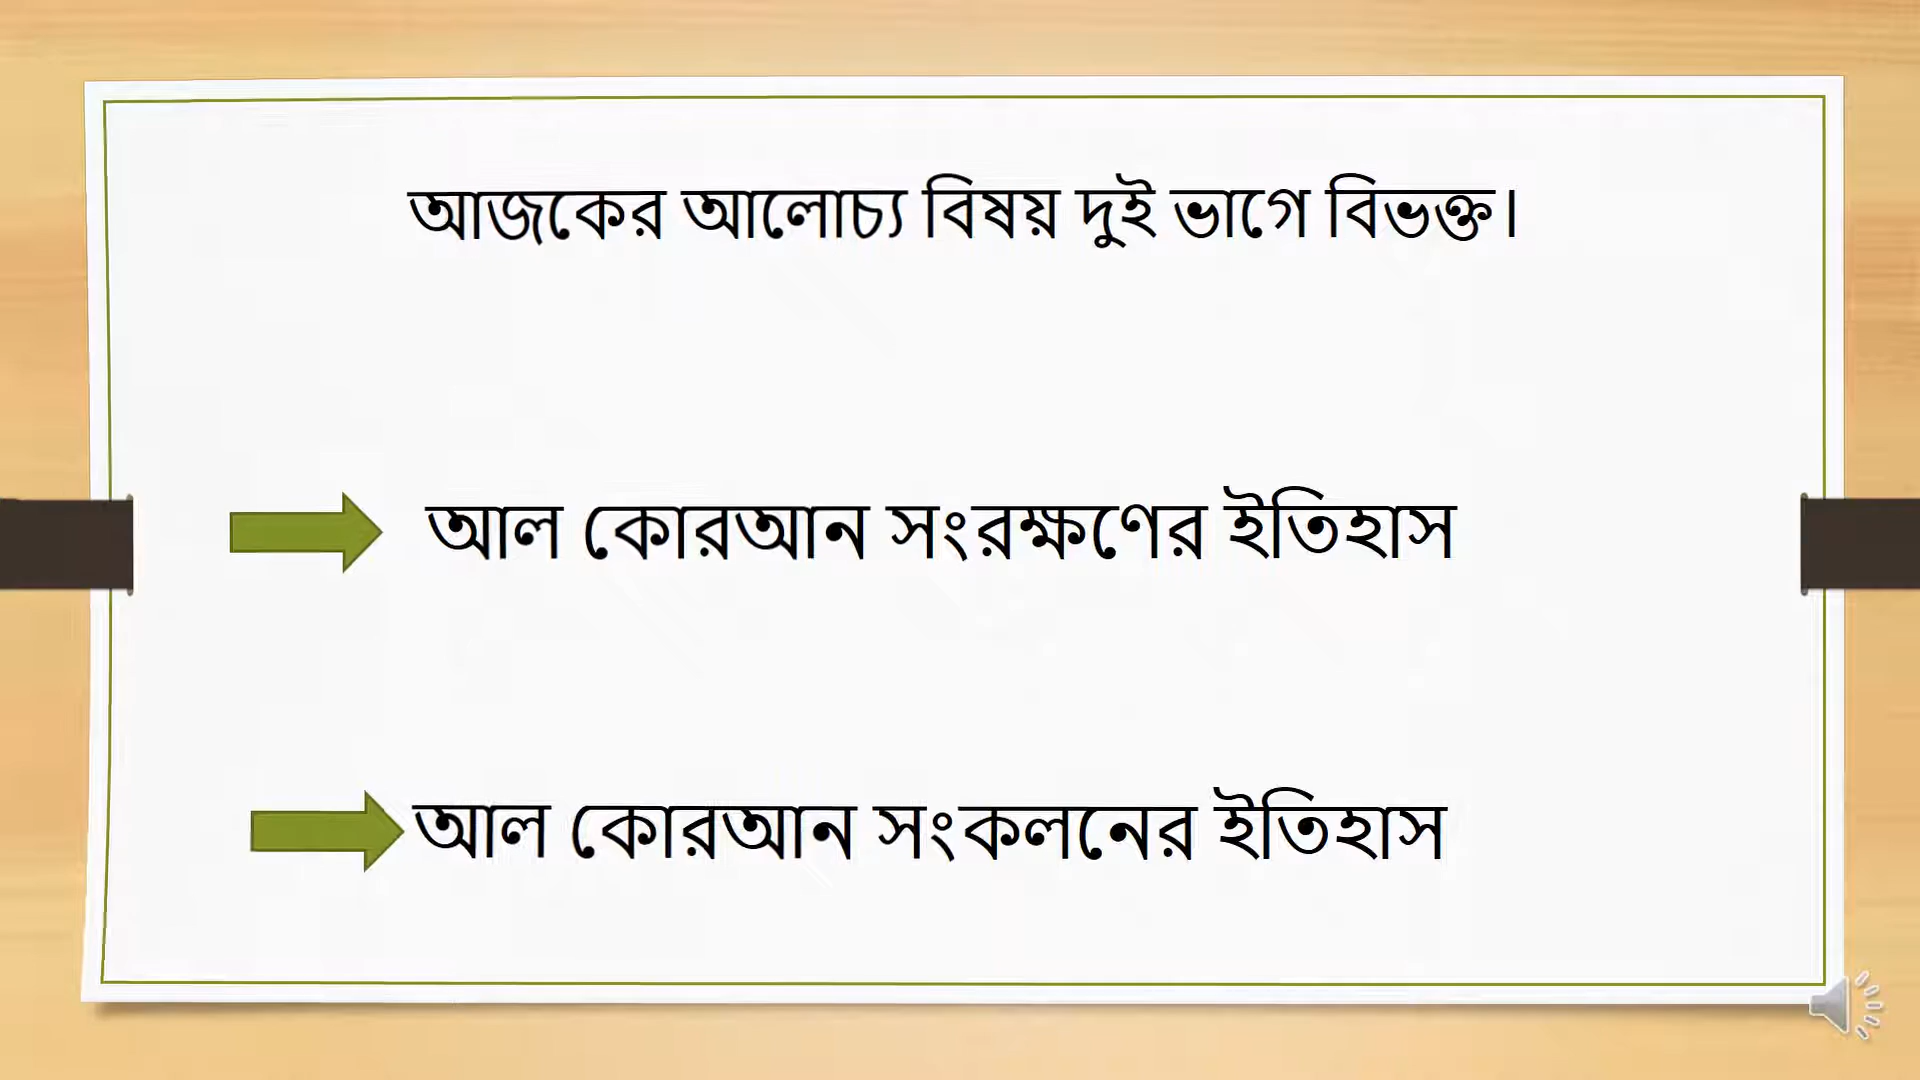 আজকের আলোচ্য বিষয় দুই ভাগে বিভক্ত।
আল কোরআন সংরক্ষণের ইতিহাস
আল কোরআন সংকলনের ইতিহাস